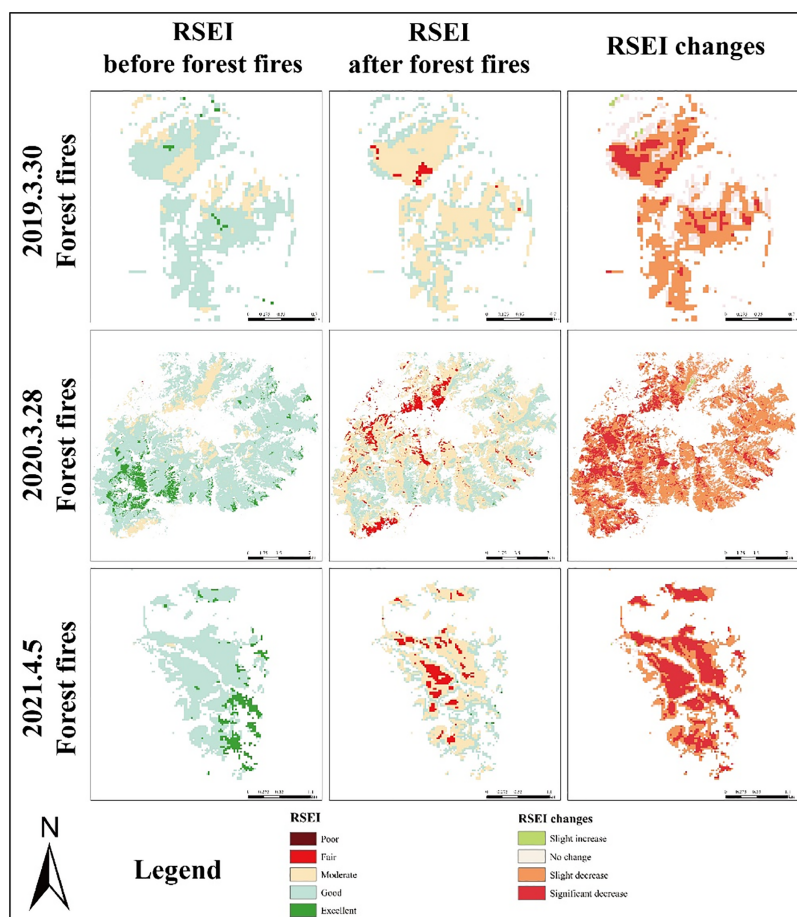 RSEI
before forest fires
RSEI
after forest fires
RSEI changes
2019.3.30
Forest fires
2020.3.28
Forest fires
2021.4.5
Forest fires
N
Legend
RSEI
Poor
Fair
Moderate
Good
Excellent
RSEI changes
Slight increase
No change
Slight decrease
Significant decrease